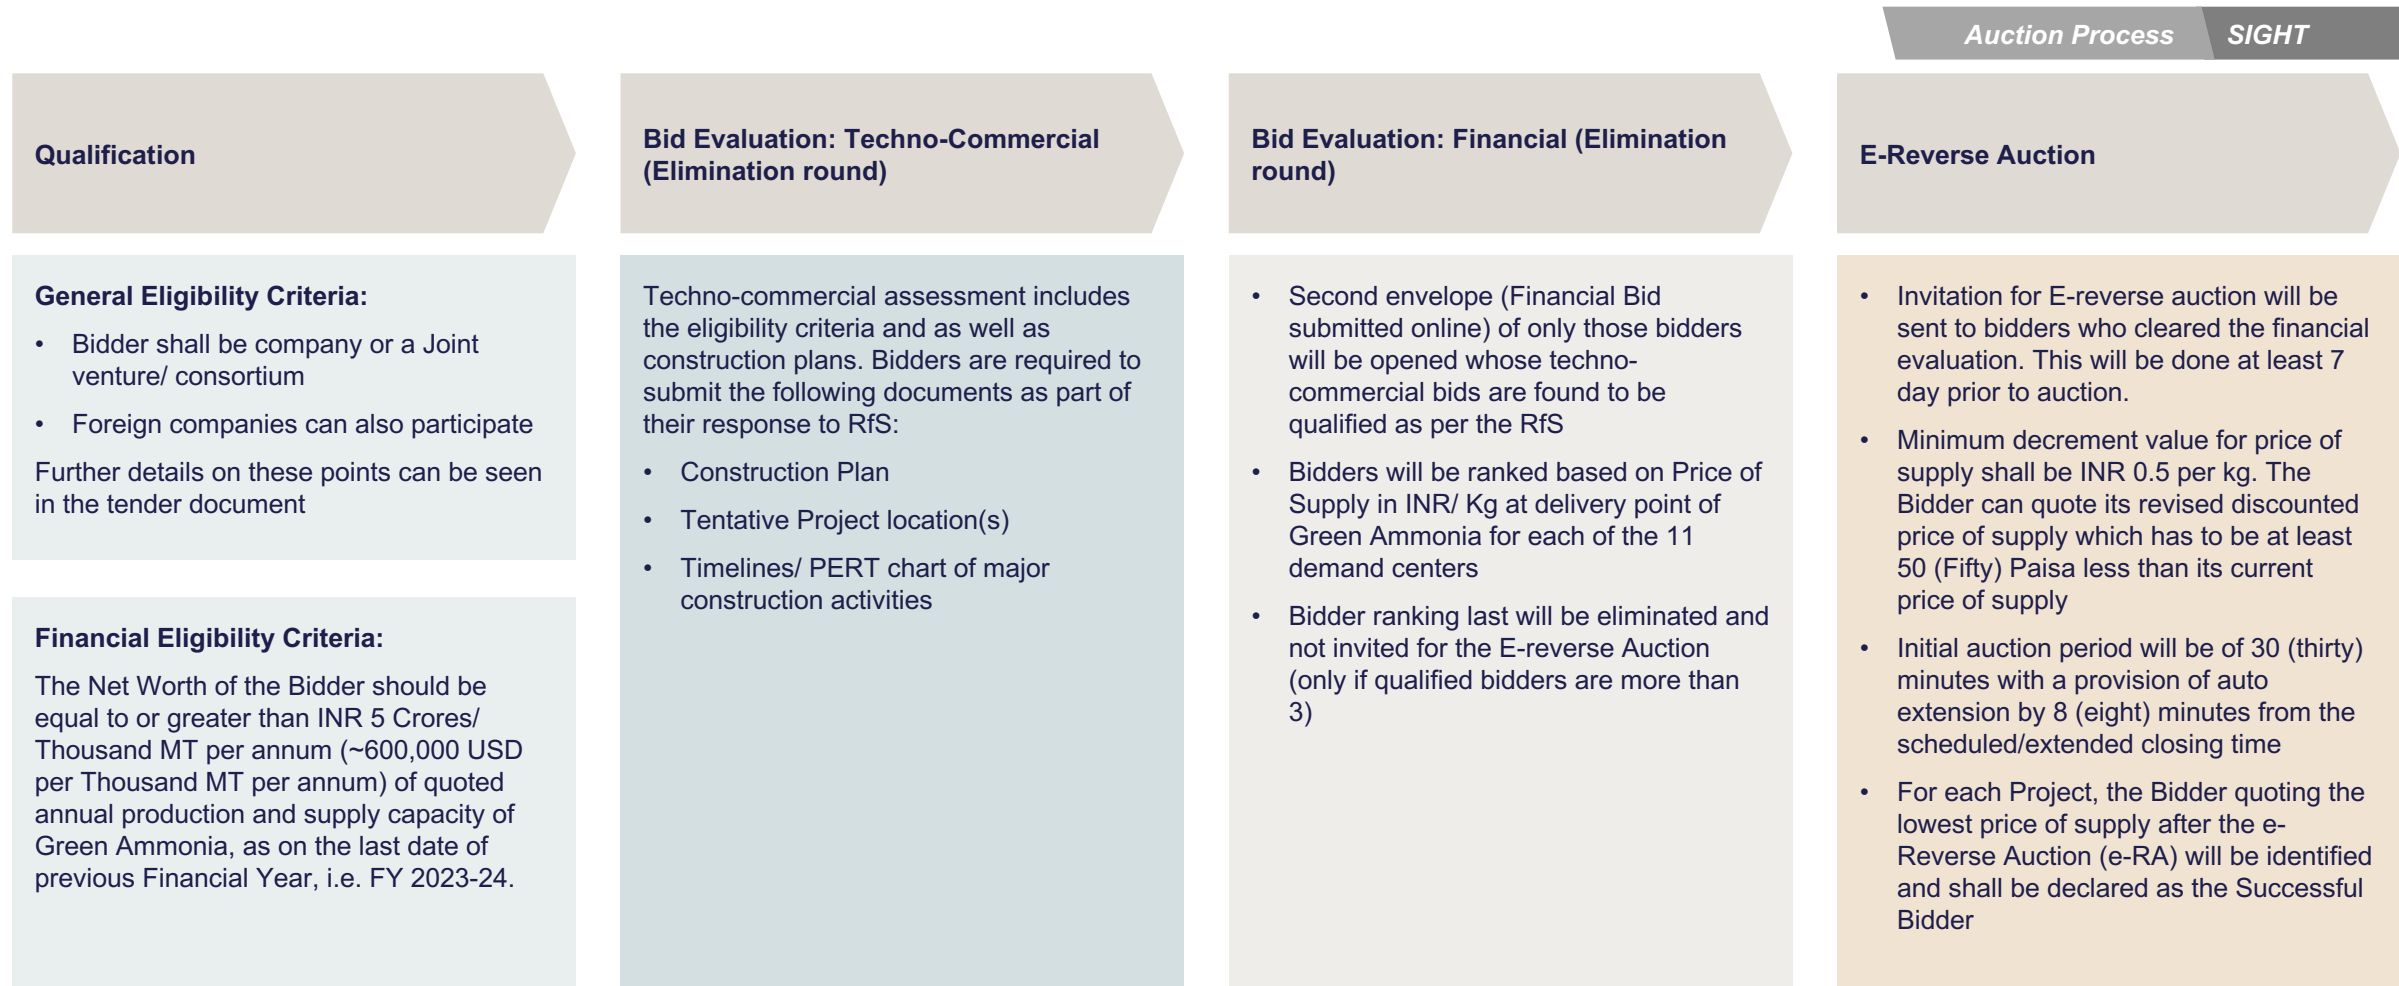 Auction Process
SIGHT
Qualification
General Eligibility Criteria:
• Bidder shall be company or a Joint
venture/ consortium
• Foreign companies can also participate
Further details on these points can be seen
in the tender document
Financial Eligibility Criteria:
The Net Worth of the Bidder should be
equal to or greater than INR 5 Crores/
Thousand MT per annum (~600,000 USD
per Thousand MT per annum) of quoted
annual production and supply capacity of
Green Ammonia, as on the last date of
previous Financial Year, i.e. FY 2023-24.
Bid Evaluation: Techno-Commercial
(Elimination round)
Techno-commercial assessment includes
the eligibility criteria and as well as
construction plans. Bidders are required to
submit the following documents as part of
their response to RfS:
• Construction Plan
• Tentative Project location(s)
• Timelines/ PERT chart of major
construction activities
Bid Evaluation: Financial (Elimination
round)
• Second envelope (Financial Bid
submitted online) of only those bidders
will be opened whose techno-
commercial bids are found to be
qualified as per the RfS
• Bidders will be ranked based on Price of
Supply in INR/ Kg at delivery point of
Green Ammonia for each of the 11
demand centers
• Bidder ranking last will be eliminated and
not invited for the E-reverse Auction
(only if qualified bidders are more than
3)
E-Reverse Auction
• Invitation for E-reverse auction will be
sent to bidders who cleared the financial
evaluation. This will be done at least 7
day prior to auction.
• Minimum decrement value for price of
supply shall be INR 0.5 per kg. The
Bidder can quote its revised discounted
price of supply which has to be at least
50 (Fifty) Paisa less than its current
price of supply
• Initial auction period will be of 30 (thirty)
minutes with a provision of auto
extension by 8 (eight) minutes from the
scheduled/extended closing time
• For each Project, the Bidder quoting the
lowest price of supply after the e-
Reverse Auction (e-RA) will be identified
and shall be declared as the Successful
Bidder